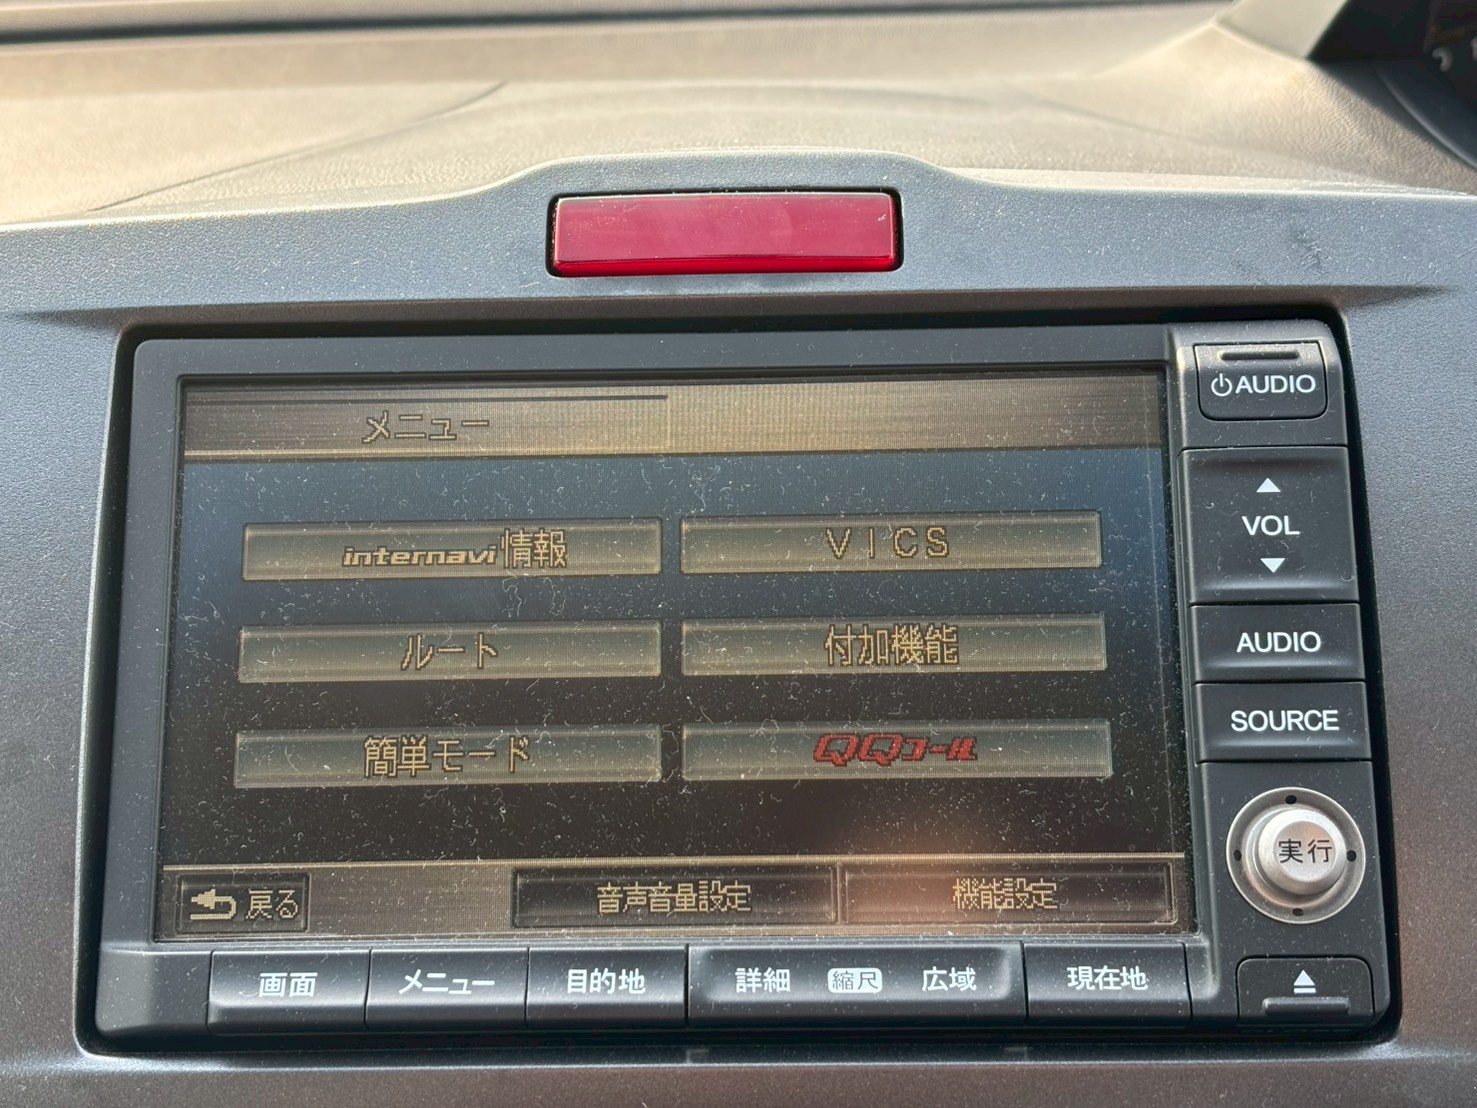 メニュー
internavi情報
VICS
ルート
付加機能
簡単モード
QQコール
戻る
音声音量設定
機能設定
画面
メニュー
目的地
詳細
縮尺
広域
現在地
AUDIO
VOL
AUDIO
SOURCE
実行